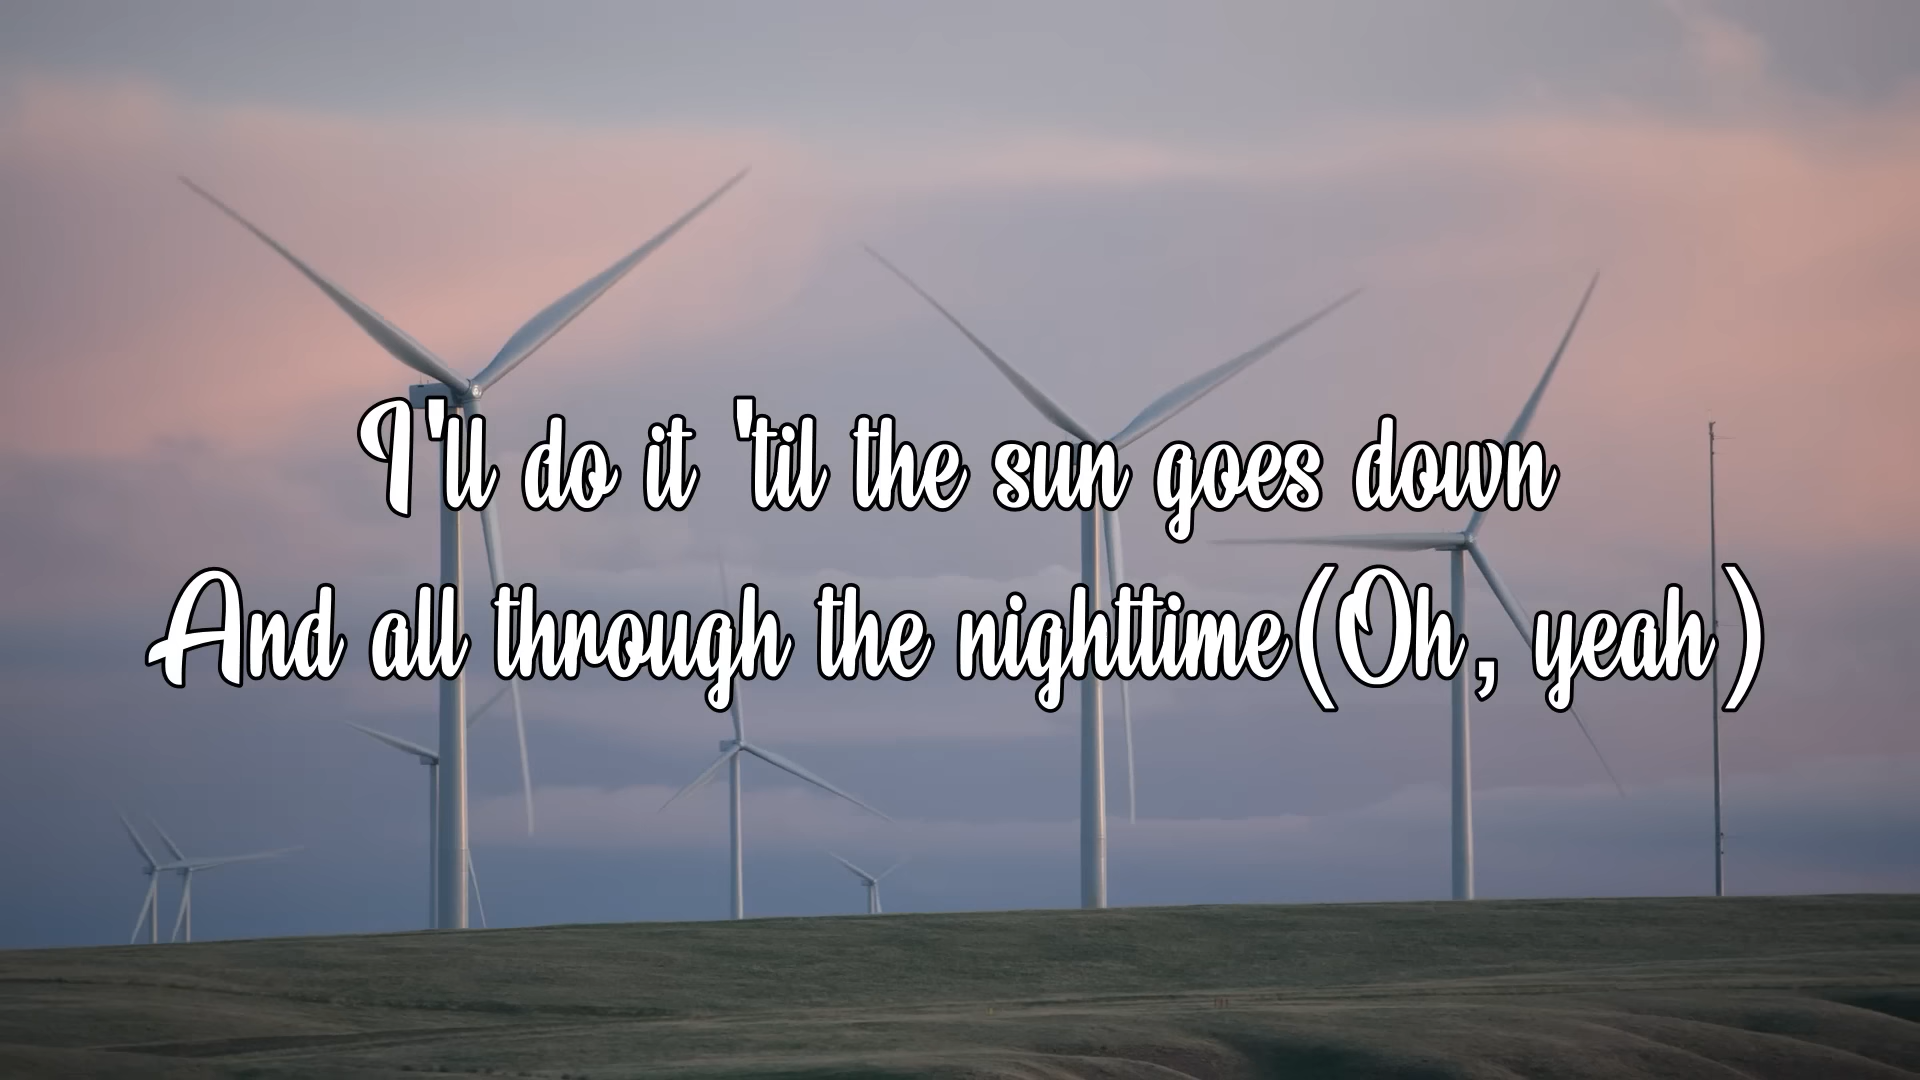 I'll do it 'til the sun goes down
And all through the nighttime(Oh, yeah)